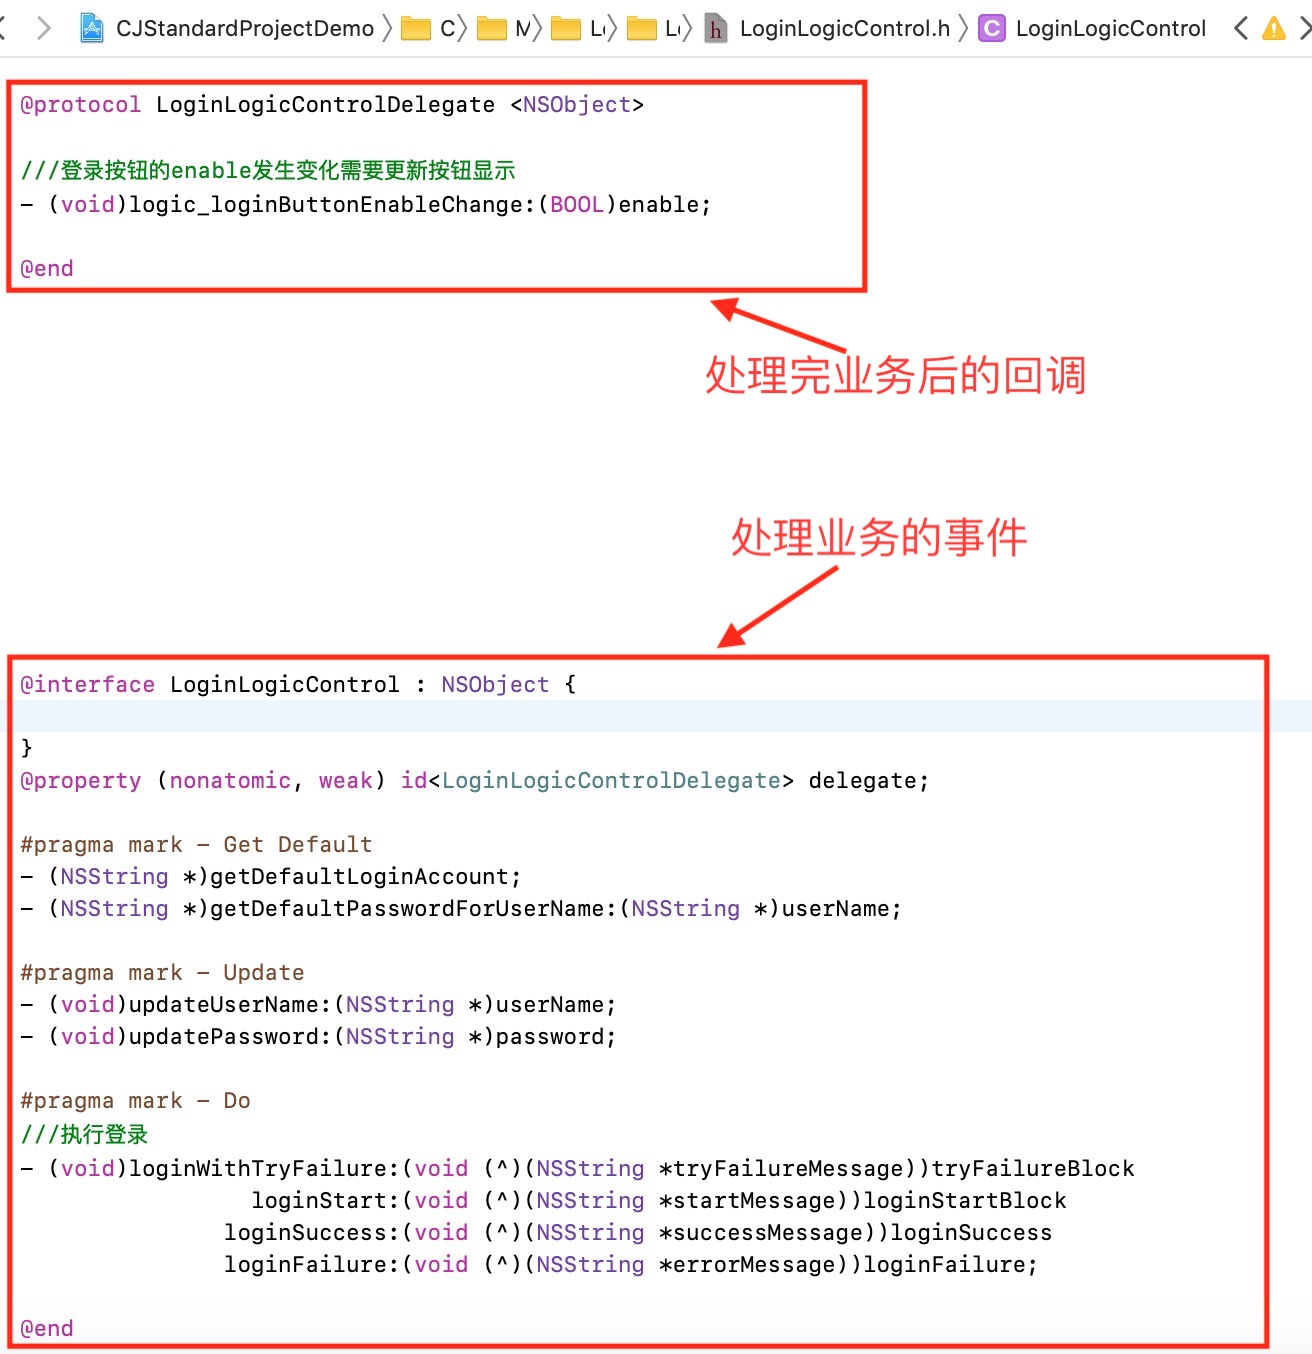 CJStandardProjectDemo C M L L LoginLogicControl.h C LoginLogicControl
@protocol LoginLogicControlDelegate <NSObject>
///登录按钮的enable发生变化需要更新按钮显示
- (void)logic_loginButtonEnableChange:(BOOL)enable;
@end
处理完业务后的回调
处理业务的事件
@interface LoginLogicControl : NSObject {
}
@property (nonatomic, weak) id<LoginLogicControlDelegate> delegate;
#pragma mark - Get Default
- (NSString *)getDefaultLoginAccount;
- (NSString *)getDefaultPasswordForUserName:(NSString *)userName;
#pragma mark - Update
- (void)updateUserName:(NSString *)userName;
- (void)updatePassword:(NSString *)password;
#pragma mark - Do
///执行登录
- (void)loginWithTryFailure:(void (^)(NSString *tryFailureMessage))tryFailureBlock
loginStart:(void (^)(NSString *startMessage))loginStartBlock
loginSuccess:(void (^)(NSString *successMessage))loginSuccess
loginFailure:(void (^)(NSString *errorMessage))loginFailure;
@end